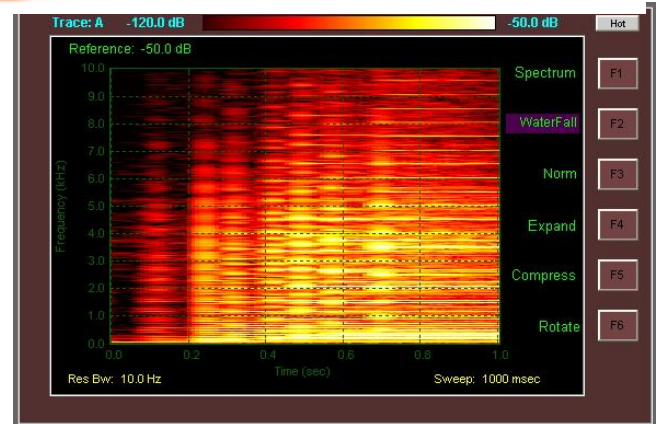 Trace: A -120.0 dB -50.0 dB Hot
Reference: -50.0 dB
10.0
9.0
8.0
7.0
6.0
5.0
4.0
3.0
2.0
1.0
0.0
Frequency (kHz)
0.0 0.2 0.4 0.6 0.8 1.0
Time (sec)
Res Bw: 10.0 Hz Sweep: 1000 msec
Spectrum F1
WaterFall F2
Norm F3
Expand F4
Compress F5
Rotate F6